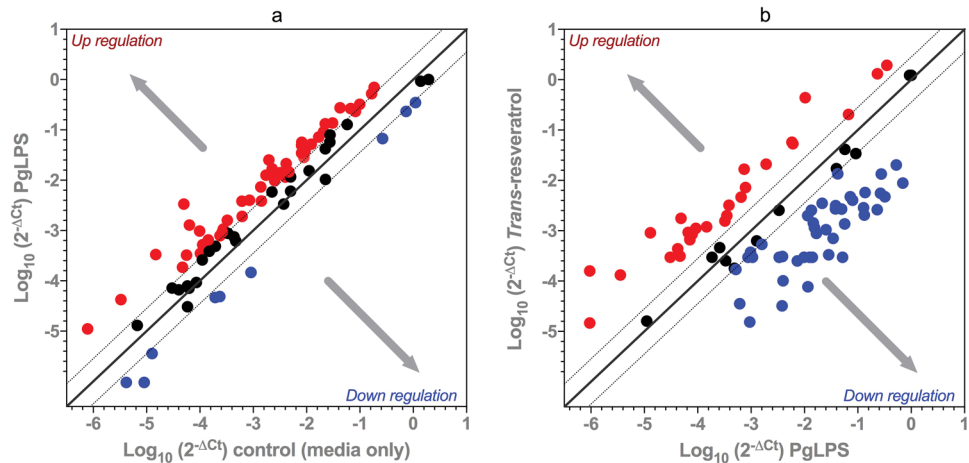 a
Up regulation
Down regulation
1
0
-1
-2
-3
-4
-5
-6 -5 -4 -3 -2 -1 0 1
Log₁₀ (2^-ΔCt) PgLPS
Log₁₀ (2^-ΔCt) control (media only)
b
Up regulation
Down regulation
1
0
-1
-2
-3
-4
-5
-6 -5 -4 -3 -2 -1 0 1
Log₁₀ (2^-ΔCt) Trans-resveratrol
Log₁₀ (2^-ΔCt) PgLPS